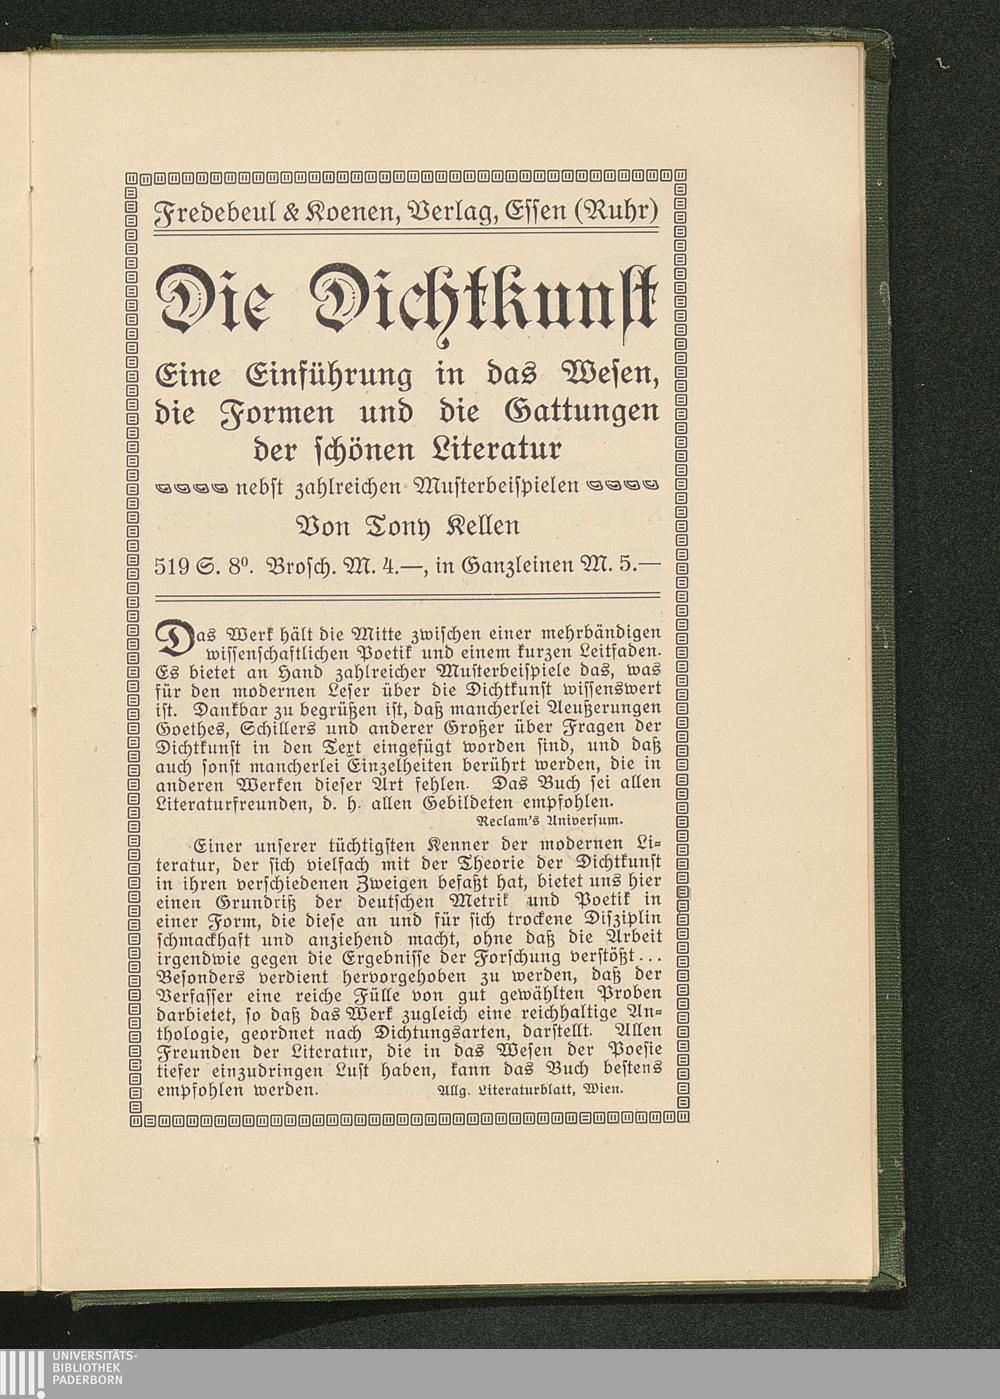 Fredebeul & Koenen, Verlag, Essen (Ruhr)
Die Dichtkunst
Eine Einführung in das Wesen,
die Formen und die Gattungen
der schönen Literatur
nebst zahlreichen Musterbeispielen
Von Tony Kellen
519 S. 8⁰. Brosch. M. 4.—, in Ganzleinen M. 5.—
Das Werk hält die Mitte zwischen einer mehrbändigen
wissenschaftlichen Poetik und einem kurzen Leitfaden.
Es bietet an Hand zahlreicher Musterbeispiele das, was
für den modernen Leser über die Dichtkunst wissenswert
ist. Dankbar zu begrüßen ist, daß mancherlei Aeußerungen
Goethes, Schillers und anderer Großer über Fragen der
Dichtkunst in den Text eingefügt worden sind, und daß
auch sonst mancherlei Einzelheiten berührt werden, die in
anderen Werken dieser Art fehlen. Das Buch sei allen
Literaturfreunden, d. h. allen Gebildeten empfohlen.
Reclam's Universum.
Einer unserer tüchtigsten Kenner der modernen Li-
teratur, der sich vielfach mit der Theorie der Dichtkunst
in ihren verschiedenen Zweigen befaßt hat, bietet uns hier
einen Grundriß der deutschen Metrik und Poetik in
einer Form, die diese an und für sich trockene Disziplin
schmackhaft und anziehend macht, ohne daß die Arbeit
irgendwie gegen die Ergebnisse der Forschung verstößt...
Besonders verdient hervorgehoben zu werden, daß der
Verfasser eine reiche Fülle von gut gewählten Proben
darbietet, so daß das Werk zugleich eine reichhaltige An-
thologie, geordnet nach Dichtungsarten, darstellt. Allen
Freunden der Literatur, die in das Wesen der Poesie
tiefer einzudringen Lust haben, kann das Buch bestens
empfohlen werden. Allg. Literaturblatt, Wien.
UNIVERSITÄTS-
BIBLIOTHEK
PADERBORN